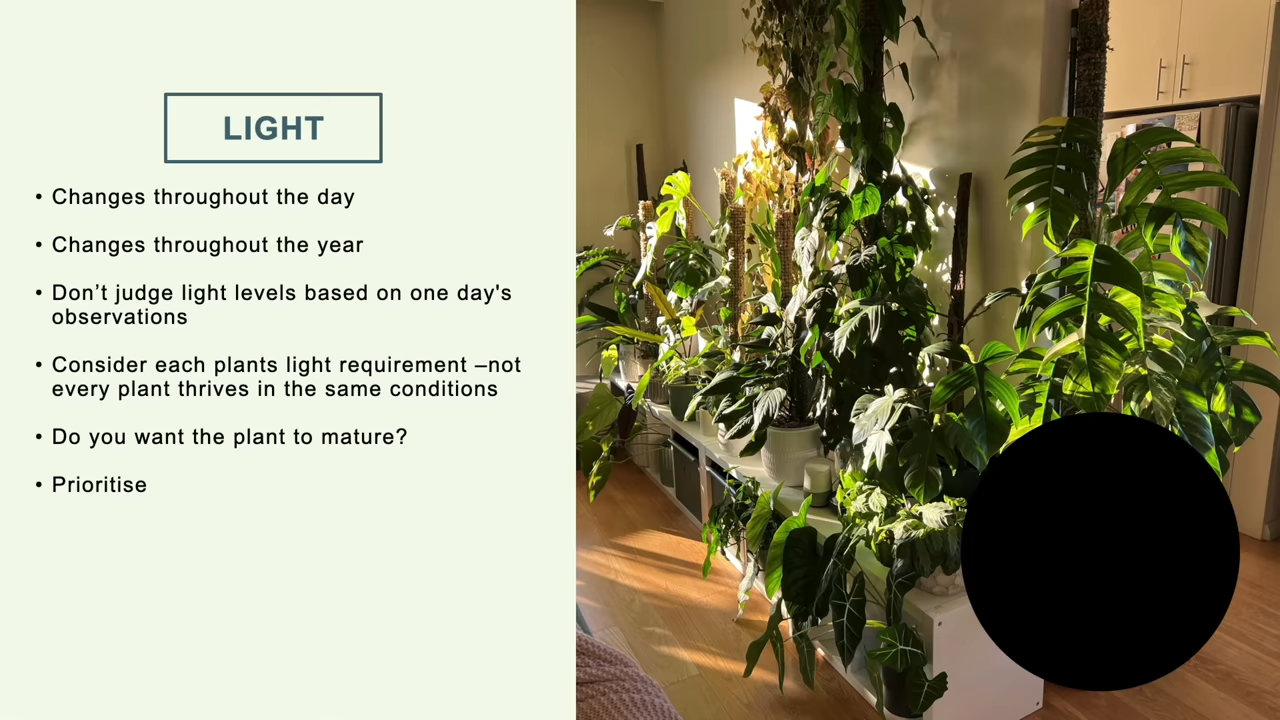 LIGHT
• Changes throughout the day
• Changes throughout the year
• Don’t judge light levels based on one day's
observations
• Consider each plants light requirement –not
every plant thrives in the same conditions
• Do you want the plant to mature?
• Prioritise